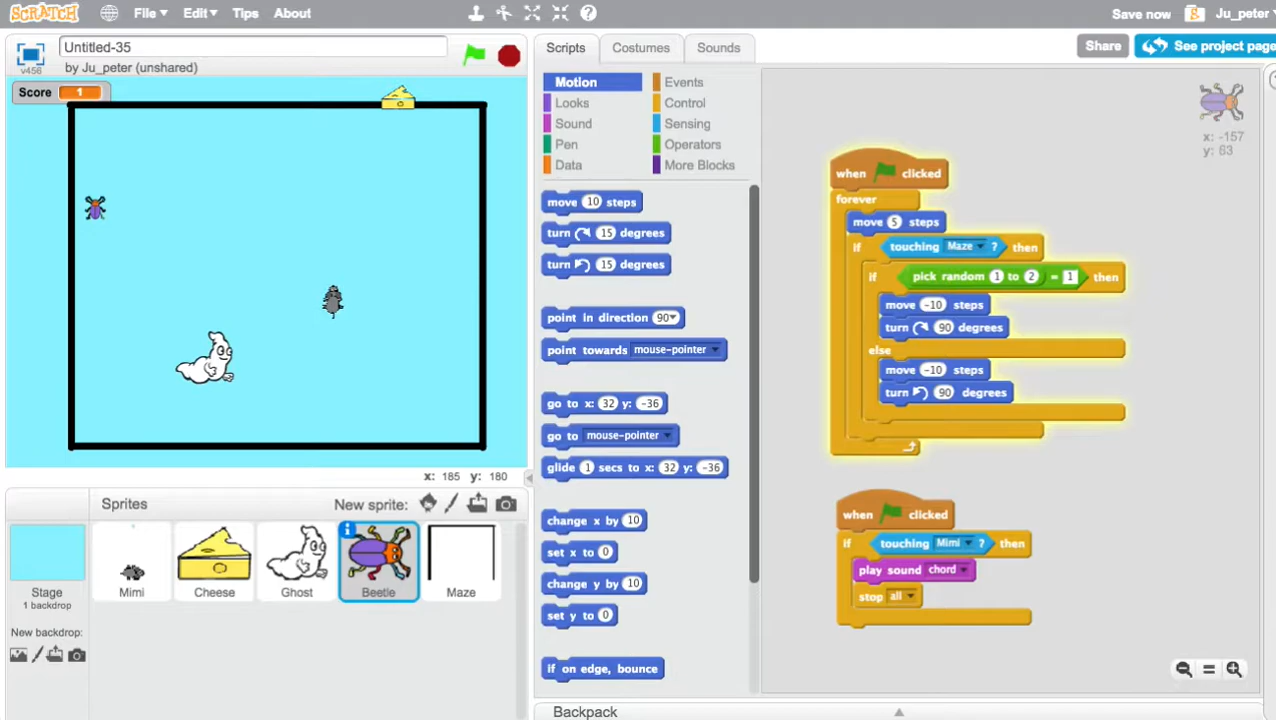 SCRATCH File Edit Tips About Save now Ju_peter
Untitled-35
by Ju_peter (unshared)
v456
Scripts Costumes Sounds Share See project page
Score 1
Motion Events
Looks Control
Sound Sensing
Pen Operators
Data More Blocks
x: -157
y: 63
move 10 steps
turn 15 degrees
turn 15 degrees
point in direction 90
point towards mouse-pointer
go to x: 32 y: -36
go to mouse-pointer
glide 1 secs to x: 32 y: -36
change x by 10
set x to 0
change y by 10
set y to 0
if on edge, bounce
when clicked
forever
move 5 steps
if touching Maze ? then
if pick random 1 to 2 = 1 then
move -10 steps
turn 90 degrees
else
move -10 steps
turn 90 degrees
when clicked
if touching Mimi ? then
play sound chord
stop all
x: 185 y: 180
Sprites New sprite:
Stage
1 backdrop
New backdrop:
Mimi Cheese Ghost Beetle Maze
Backpack